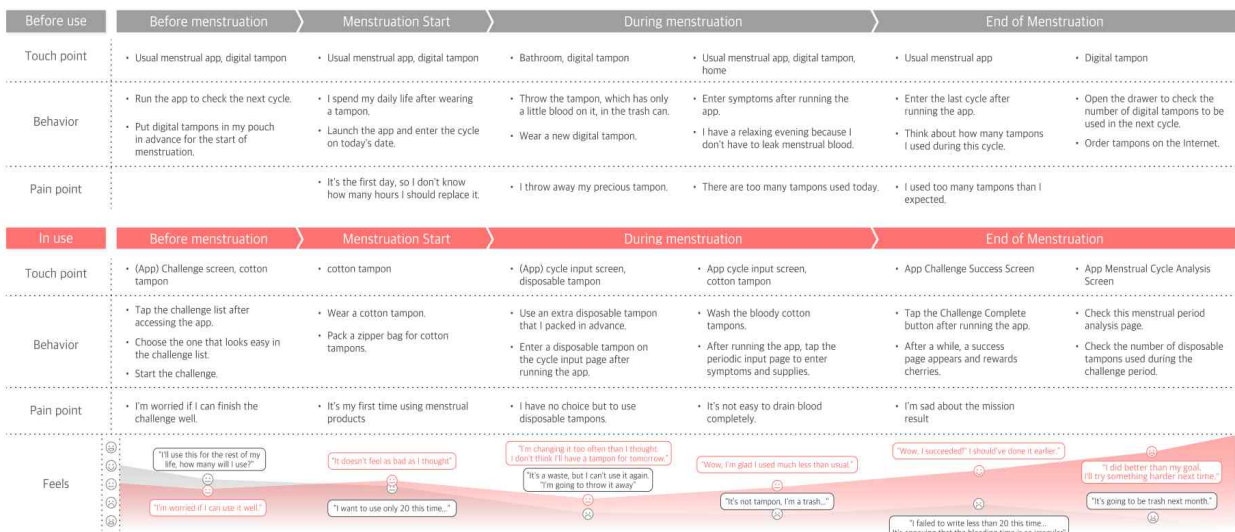 Before use
Before menstruation
Menstruation Start
During menstruation
End of Menstruation
Touch point
• Usual menstrual app, digital tampon
• Usual menstrual app, digital tampon
• Bathroom, digital tampon
• Usual menstrual app, digital tampon,
home
• Usual menstrual app
• Digital tampon
Behavior
• Run the app to check the next cycle.
• Put digital tampons in my pouch
in advance for the start of
menstruation.
• I spend my daily life after wearing
a tampon.
• Launch the app and enter the cycle
on today's date.
• Throw the tampon, which has only
a little blood on it, in the trash can.
• Wear a new digital tampon.
• Enter symptoms after running the
app.
• I have a relaxing evening because I
don't have to leak menstrual blood.
• Enter the last cycle after
running the app.
• Think about how many tampons
I used during this cycle.
• Open the drawer to check the
number of digital tampons to be
used in the next cycle.
• Order tampons on the Internet.
Pain point
• It's the first day, so I don't know
how many hours I should replace it.
• I throw away my precious tampon.
• There are too many tampons used today.
• I used too many tampons than I
expected.
In use
Before menstruation
Menstruation Start
During menstruation
End of Menstruation
Touch point
• (App) Challenge screen, cotton
tampon
• cotton tampon
• (App) cycle input screen,
disposable tampon
• App cycle input screen,
cotton tampon
• App Challenge Success Screen
• App Menstrual Cycle Analysis
Screen
Behavior
• Tap the challenge list after
accessing the app.
• Choose the one that looks easy in
the challenge list.
• Start the challenge.
• Wear a cotton tampon.
• Pack a zipper bag for cotton
tampons.
• Use an extra disposable tampon
that I packed in advance.
• Enter a disposable tampon on
the cycle input page after
running the app.
• Wash the bloody cotton
tampons.
• After running the app, tap the
periodic input page to enter
symptoms and supplies.
• Tap the Challenge Complete
button after running the app.
• After a while, a success
page appears and rewards
cherries.
• Check this menstrual period
analysis page.
• Check the number of disposable
tampons used during the
challenge period.
Pain point
• I'm worried if I can finish the
challenge well.
• It's my first time using menstrual
products
• I have no choice but to use
disposable tampons.
• It's not easy to drain blood
completely.
• I'm sad about the mission
result
Feels
"I'll use this for the rest of my
life, how many will I use?"
"I'm worried if I can use it well."
"It doesn't feel as bad as I thought"
"I want to use only 20 this time..."
"I'm changing it too often than I thought.
I don't think I'll have a tampon for tomorrow."
"It's a waste, but I can't use it again.
"I'm going to throw it away"
"Wow, I'm glad I used much less than usual."
"It's not tampon, I'm a trash..."
"Wow, I succeeded!" I should've done it earlier."
"I failed to write less than 20 this time...
It's annoying that the bleeding time is so irregular"
"I did better than my goal.
I'll try something harder next time."
"It's going to be trash next month."